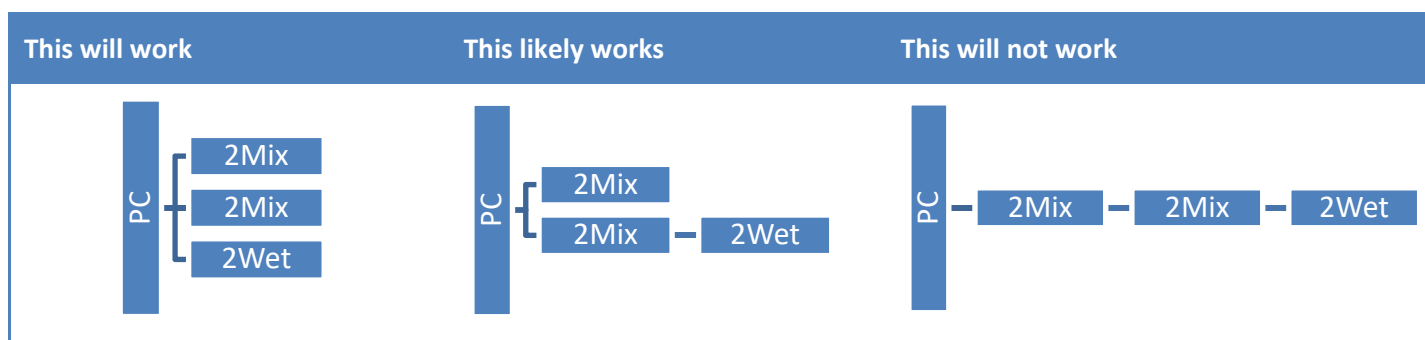 This will work
This likely works
This will not work
PC
2Mix
2Mix
2Wet
PC
2Mix
2Mix
2Wet
PC
2Mix
2Mix
2Wet